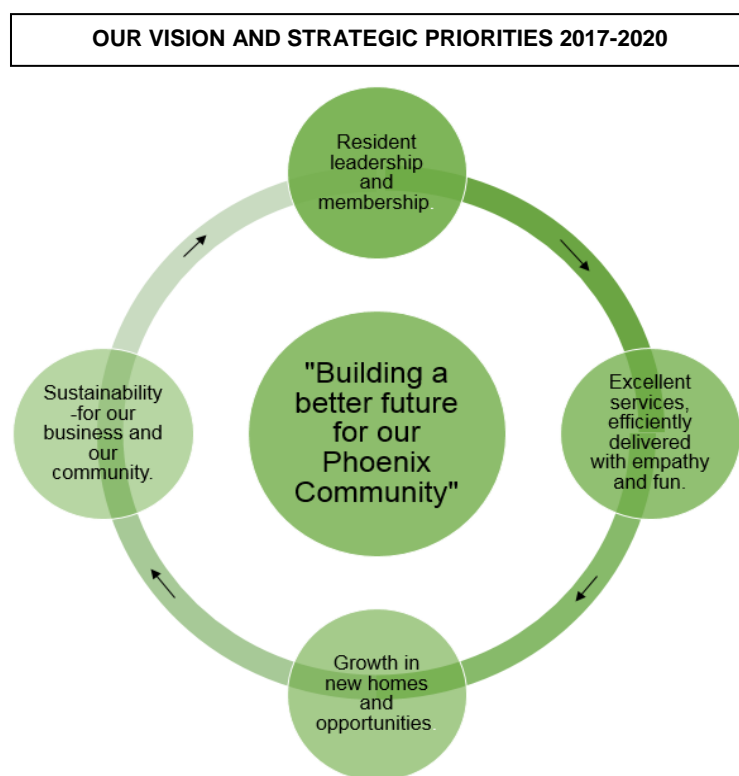 OUR VISION AND STRATEGIC PRIORITIES 2017-2020
Resident
leadership
and
membership.
Excellent
services,
efficiently
delivered
with empathy
and fun.
Growth in
new homes
and
opportunities.
Sustainability
-for our
business and
our
community.
"Building a
better future
for our
Phoenix
Community"